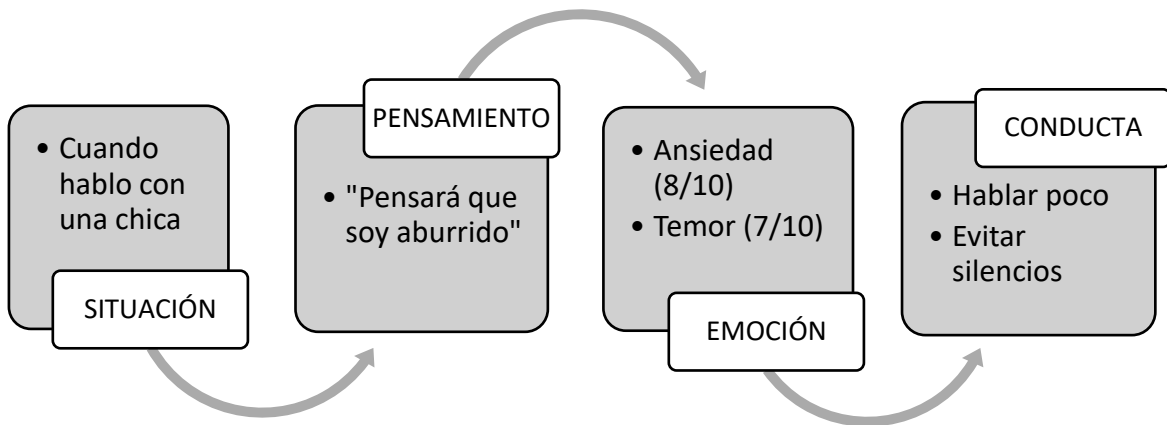 • Cuando
hablo con
una chica
SITUACIÓN
PENSAMIENTO
• "Pensará que
soy aburrido"
• Ansiedad
(8/10)
• Temor (7/10)
EMOCIÓN
CONDUCTA
• Hablar poco
• Evitar
silencios